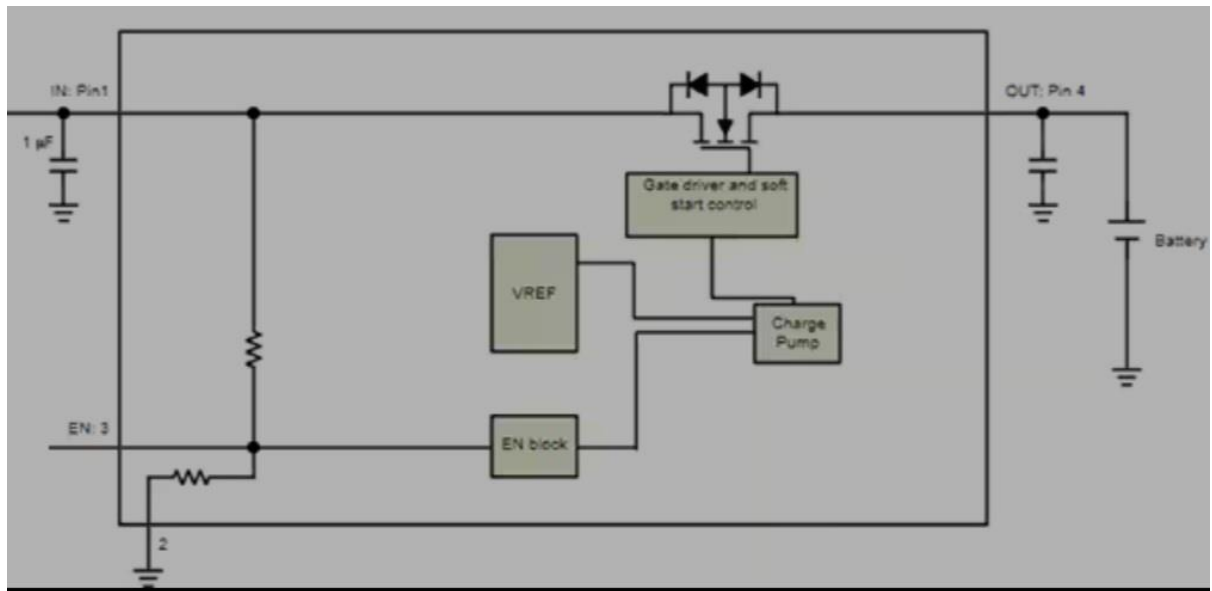 IN: Pin1
OUT: Pin 4
1 µF
Gate driver and soft
start control
VREF
Battery
Charge
Pump
EN: 3
EN block
2